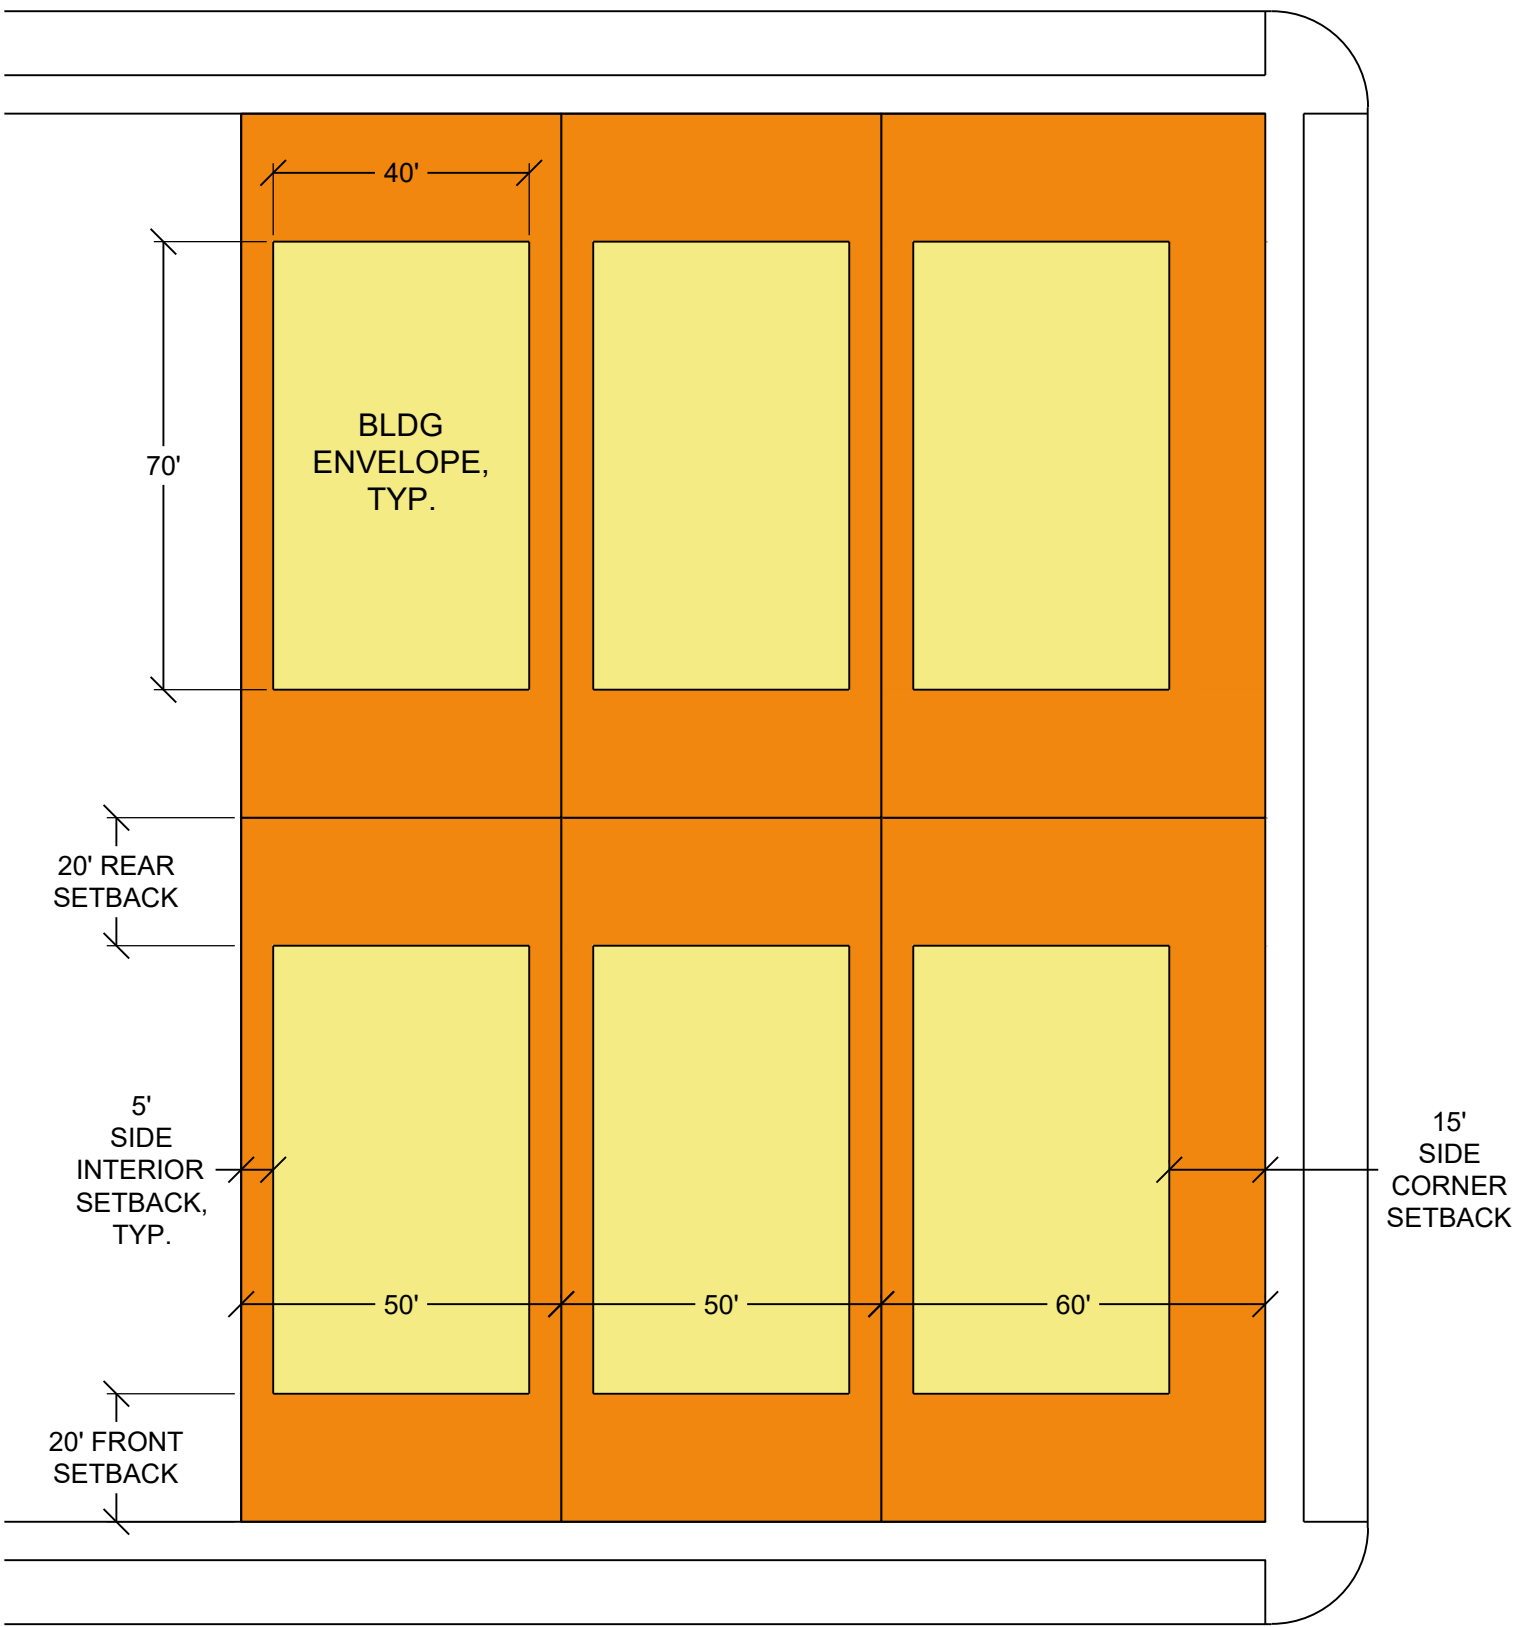 40'
BLDG
ENVELOPE,
TYP.
70'
20' REAR
SETBACK
5'
SIDE
INTERIOR
SETBACK,
TYP.
15'
SIDE
CORNER
SETBACK
50'
50'
60'
20' FRONT
SETBACK